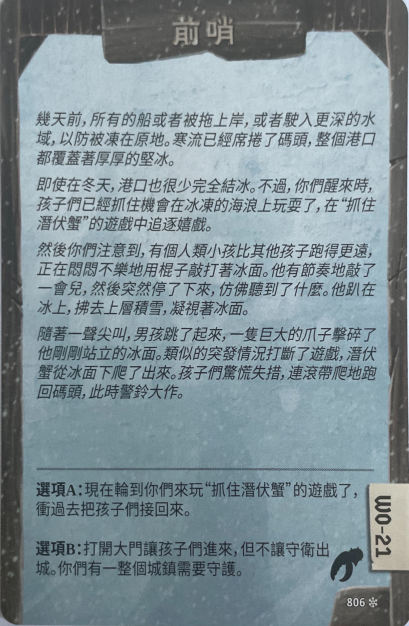 前哨
幾天前，所有的船或者被拖上岸，或者駛入更深的水
域，以防被凍在原地。寒流已經席捲了碼頭，整個港口
都覆蓋著厚厚的堅冰。
即使在冬天，港口也很少完全結冰。不過，你們醒來時，
孩子們已經抓住機會在冰凍的海浪上玩耍了，在“抓住
潛伏蟹”的遊戲中追逐嬉戲。
然後你們注意到，有個人類小孩比其他孩子跑得更遠，
正在悶悶不樂地用棍子敲打著冰面。他有節奏地敲了
一會兒，然後突然停了下來，仿佛聽到了什麼。他趴在
冰上，拂去上層積雪，凝視著冰面。
隨著一聲尖叫，男孩跳了起來，一隻巨大的爪子擊碎了
他剛剛站立的冰面。類似的突發情況打斷了遊戲，潛伏
蟹從冰面下爬了出來。孩子們驚慌失措，連滾帶爬地跑
回碼頭，此時警鈴大作。
選項A：現在輪到你們來玩“抓住潛伏蟹”的遊戲了，
衝過去把孩子們接回來。
選項B：打開大門讓孩子們進來，但不讓守衛出
城。你們有一整個城鎮需要守護。
WO-21
806